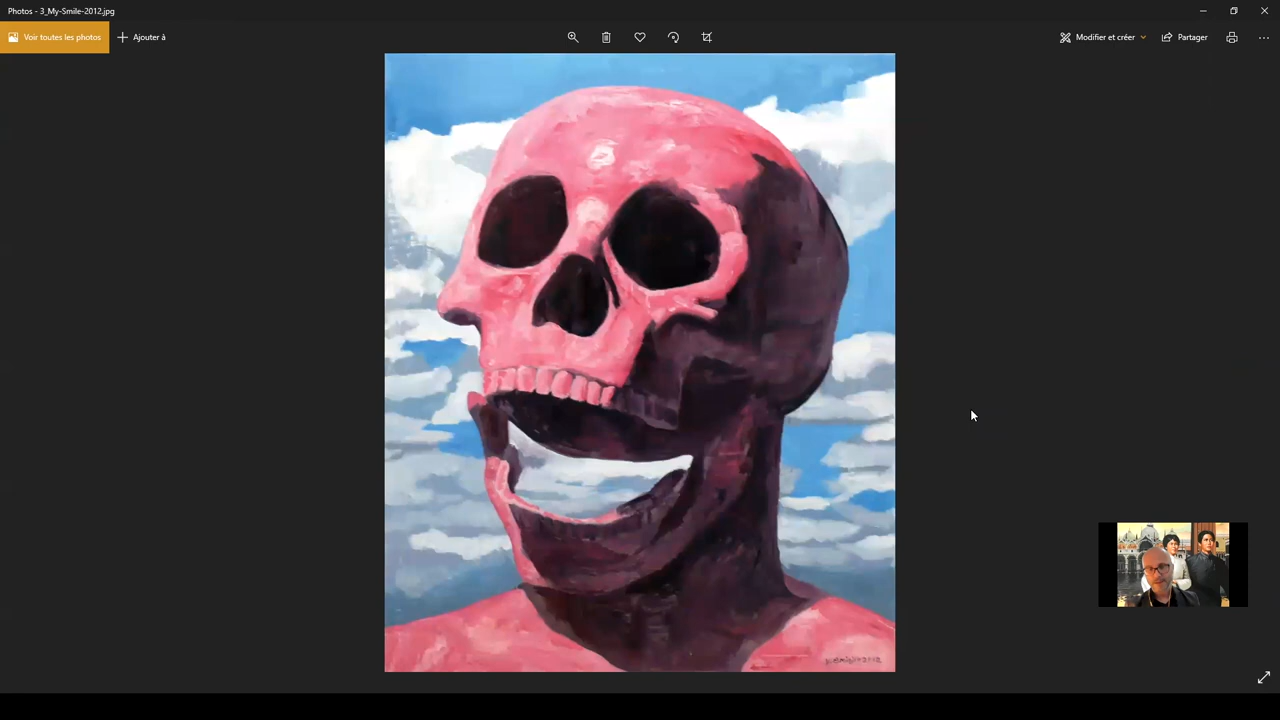 Photos - 3_My-Smile-2012.jpg
Voir toutes les photos
Ajouter à
Modifier et créer
Partager